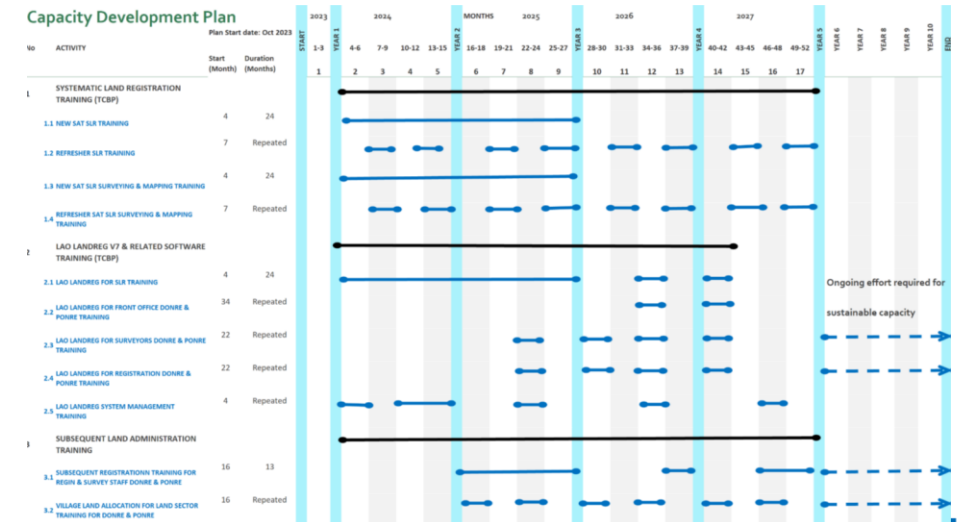 Capacity Development Plan
Plan Start date: Oct 2023
2023 2024 MONTHS 2025 2026 2027
No ACTIVITY Start (Month) Duration (Months)
START 1-3 YEAR 1 4-6 7-9 10-12 13-15 YEAR 2 16-18 19-21 22-24 25-27 YEAR 3 28-30 31-33 34-36 37-39 YEAR 4 40-42 43-45 46-48 49-52 YEAR 5 YEAR 6 YEAR 7 YEAR 8 YEAR 9 YEAR 10 END
1 2 3 4 5 6 7 8 9 10 11 12 13 14 15 16 17
SYSTEMATIC LAND REGISTRATION
TRAINING (TCBP)
1.1 NEW SAT SLR TRAINING 4 24
1.2 REFRESHER SLR TRAINING 7 Repeated
1.3 NEW SAT SLR SURVEYING & MAPPING TRAINING 4 24
1.4 REFRESHER SAT SLR SURVEYING & MAPPING
TRAINING 7 Repeated
LAO LANDREG V7 & RELATED SOFTWARE
TRAINING (TCBP)
2.1 LAO LANDREG FOR SLR TRAINING 4 24
Ongoing effort required for
2.2 LAO LANDREG FOR FRONT OFFICE DONRE &
PONRE TRAINING 34 Repeated
sustainable capacity
2.3 LAO LANDREG FOR SURVEYORS DONRE & PONRE
TRAINING 22 Repeated
2.4 LAO LANDREG FOR REGISTRATION DONRE &
PONRE TRAINING 22 Repeated
2.5 LAO LANDREG SYSTEM MANAGEMENT
TRAINING 4 Repeated
SUBSEQUENT LAND ADMINISTRATION
TRAINING
3.1 SUBSEQUENT REGISTRATIONN TRAINING FOR
REGIN & SURVEY STAFF DONRE & PONRE 16 13
3.2 VILLAGE LAND ALLOCATION FOR LAND SECTOR
TRAINING FOR DONRE & PONRE 16 Repeated